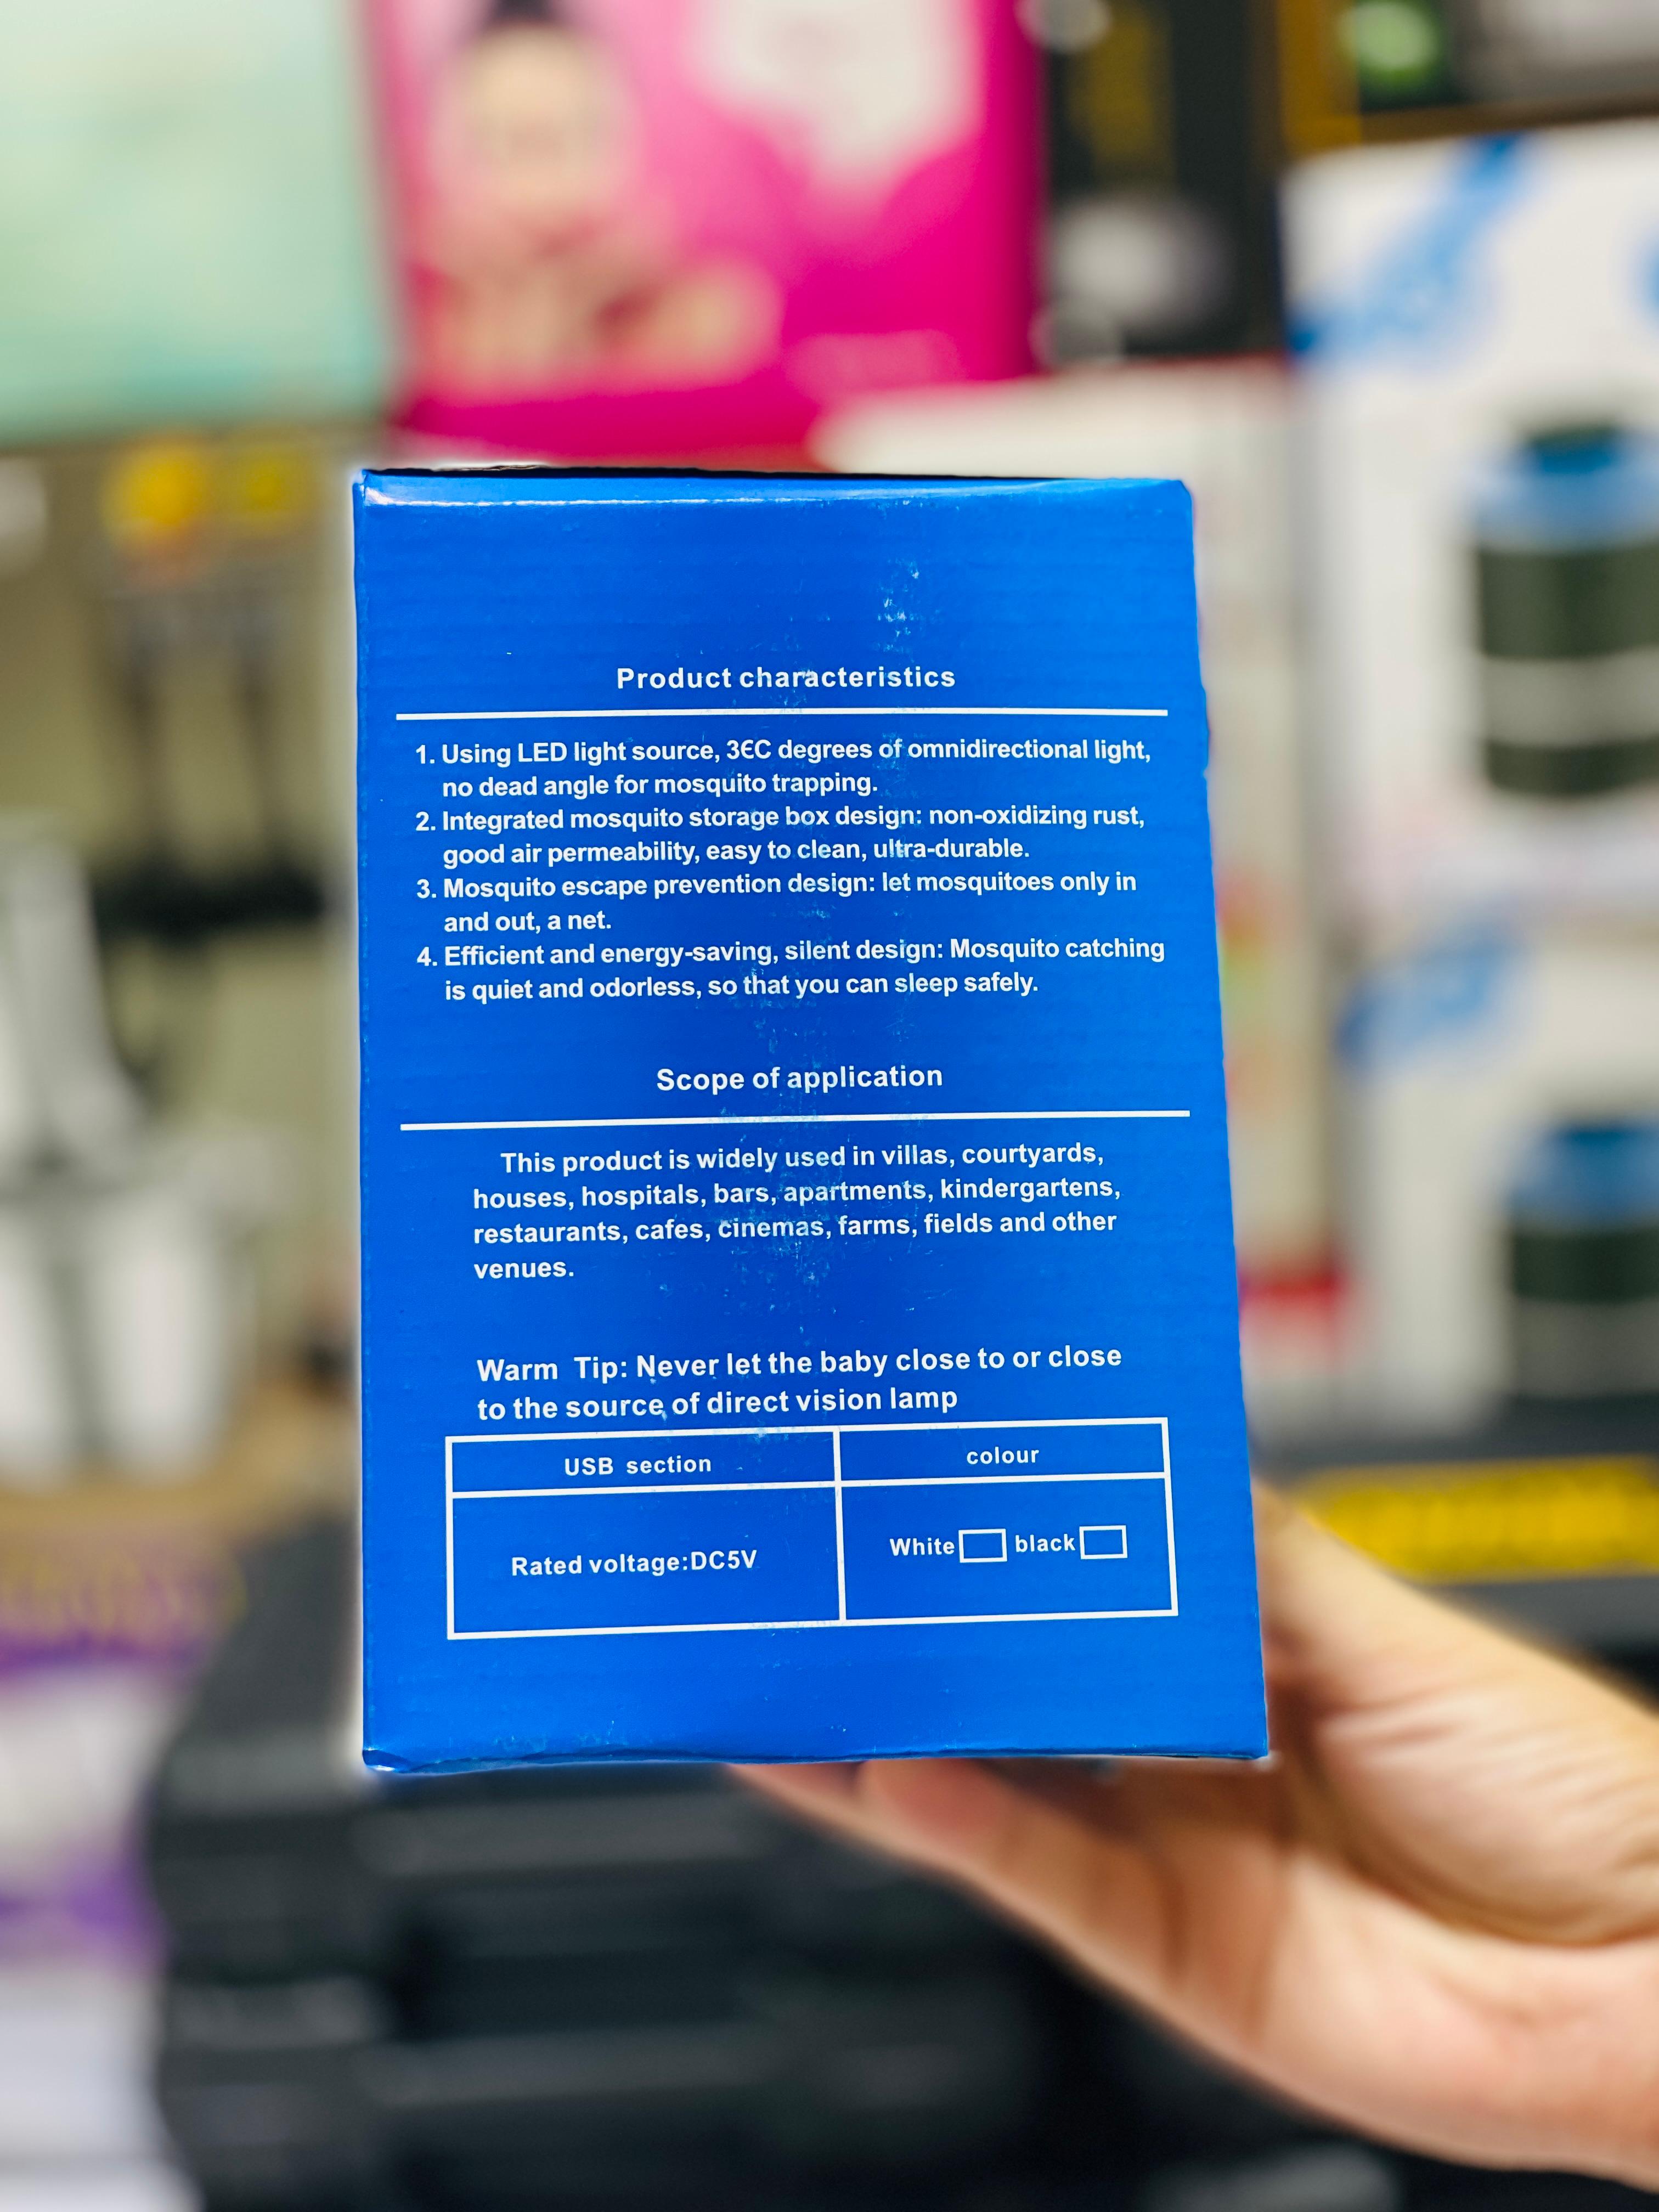 Product characteristics
1. Using LED light source, 3€C degrees of omnidirectional light,
no dead angle for mosquito trapping.
2. Integrated mosquito storage box design: non-oxidizing rust,
good air permeability, easy to clean, ultra-durable.
3. Mosquito escape prevention design: let mosquitoes only in
and out, a net.
4. Efficient and energy-saving, silent design: Mosquito catching
is quiet and odorless, so that you can sleep safely.
Scope of application
This product is widely used in villas, courtyards,
houses, hospitals, bars, apartments, kindergartens,
restaurants, cafes, cinemas, farms, fields and other
venues.
Warm Tip: Never let the baby close to or close
to the source of direct vision lamp
USB section colour
Rated voltage:DC5V White black